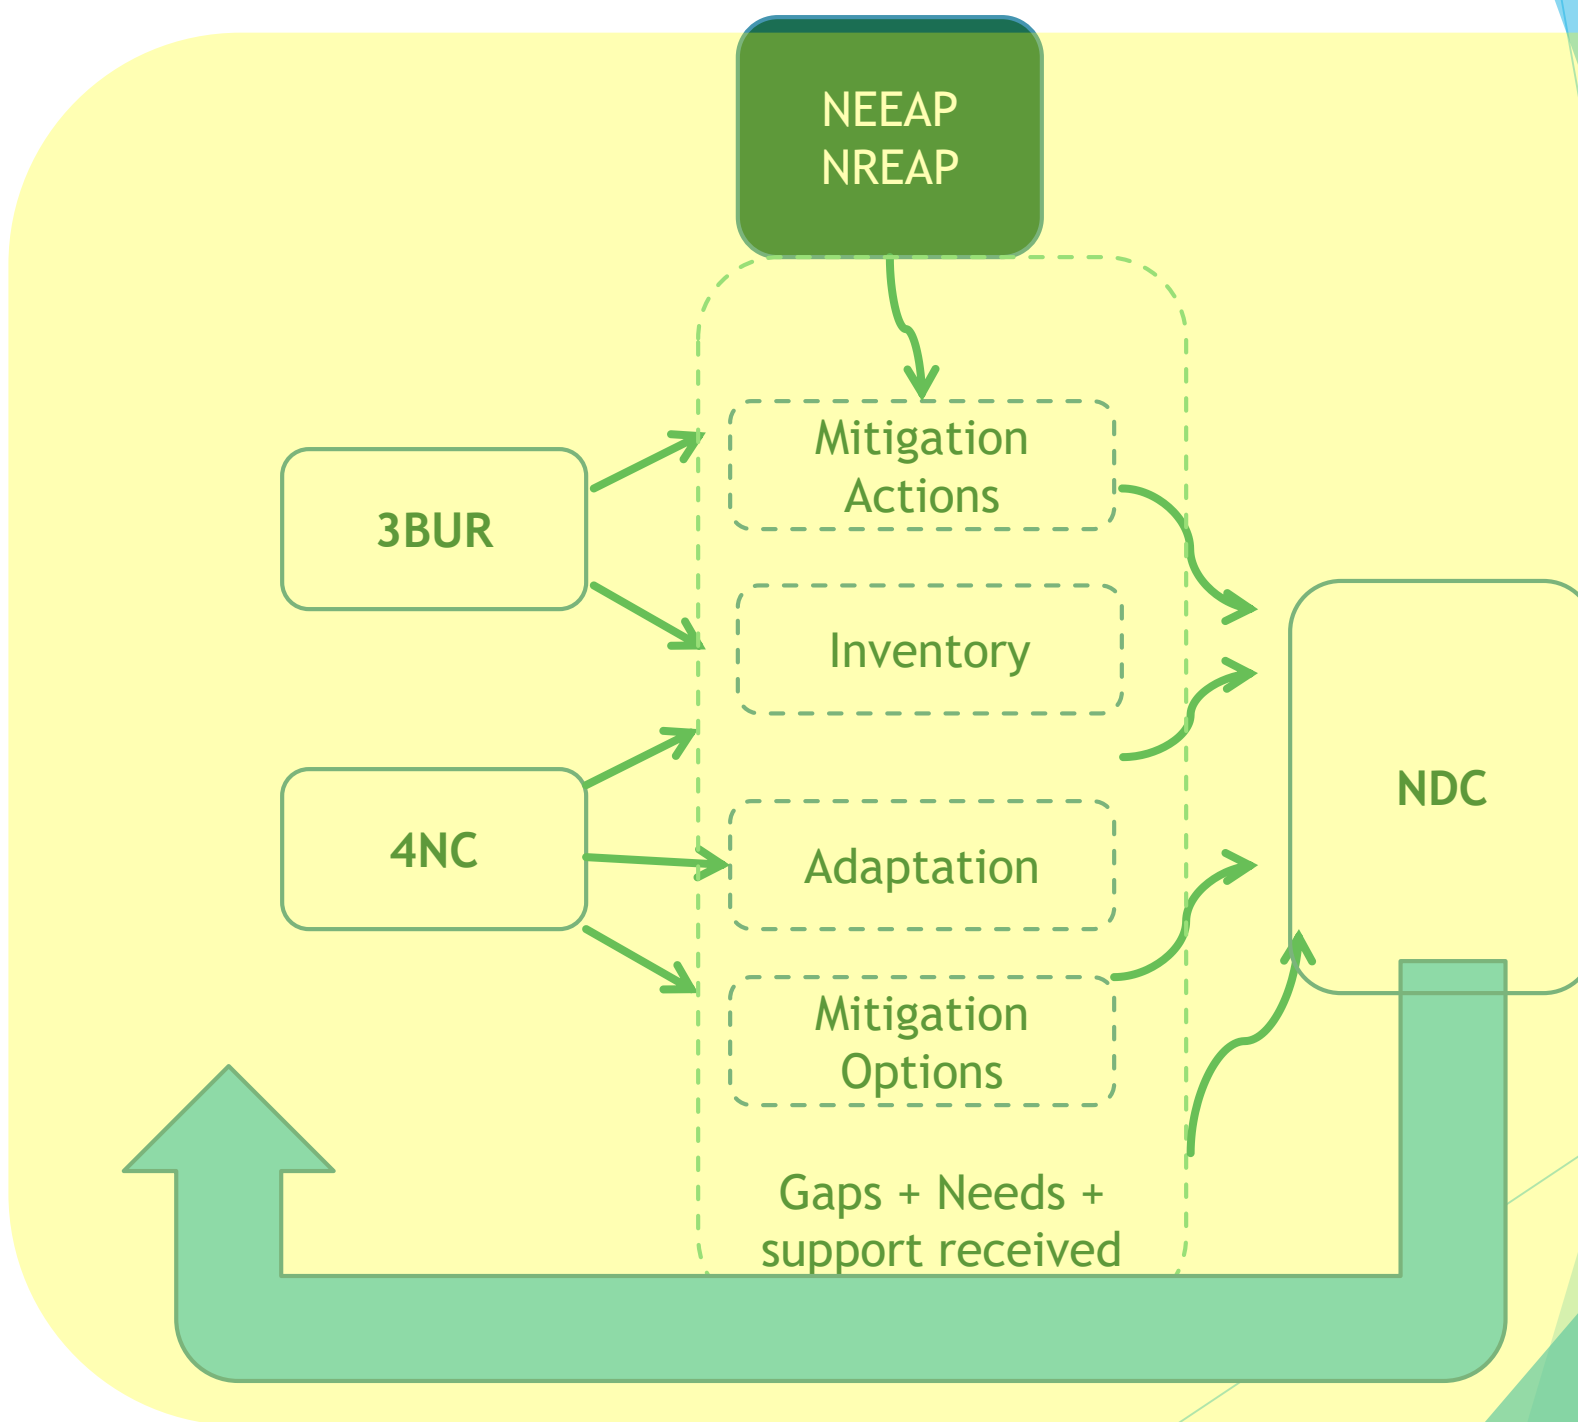 NEEAP
NREAP
Mitigation
Actions
3BUR
Inventory
NDC
4NC
Adaptation
Mitigation
Options
Gaps + Needs +
support received